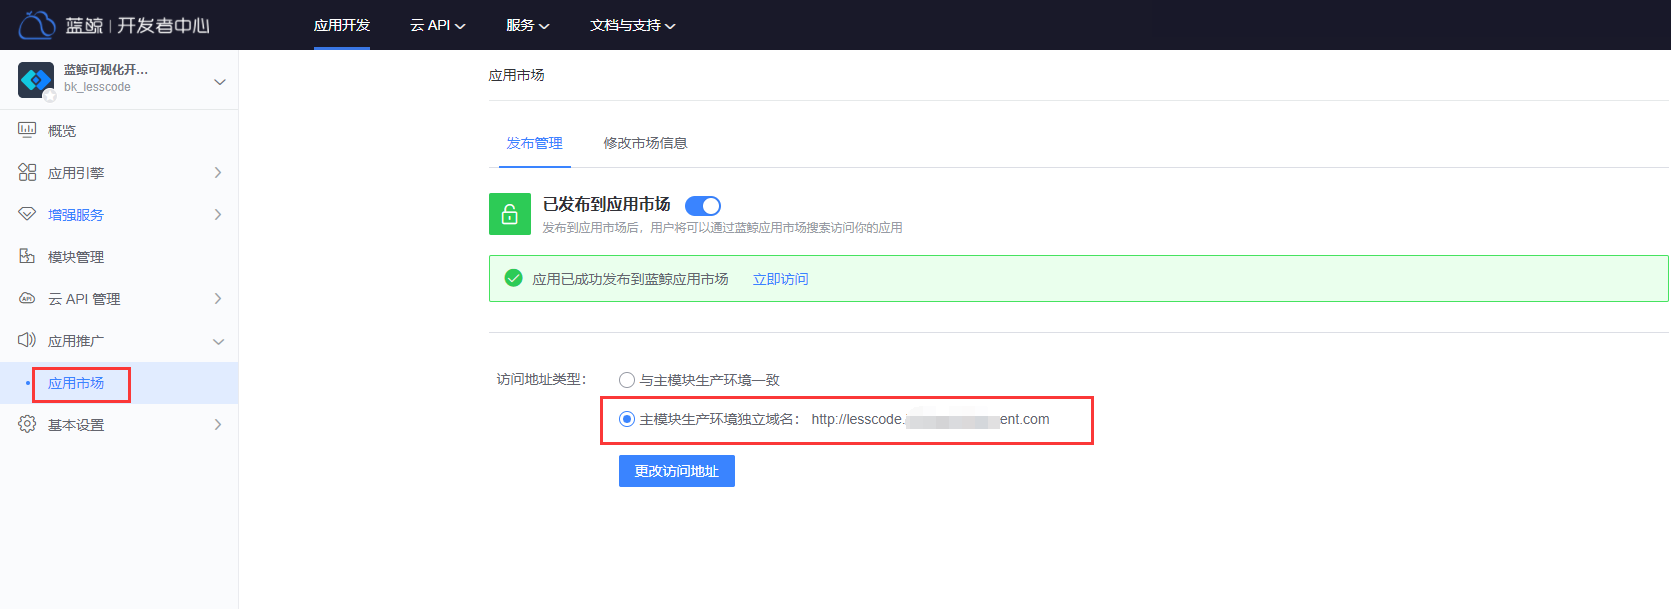 蓝鲸 | 开发者中心
应用开发
云 API
服务
文档与支持
蓝鲸可视化开...
bk_lesscode
概览
应用引擎
增强服务
模块管理
API
云 API 管理
应用推广
应用市场
基本设置
应用市场
发布管理
修改市场信息
已发布到应用市场
发布到应用市场后，用户将可以通过蓝鲸应用市场搜索访问你的应用
应用已成功发布到蓝鲸应用市场 立即访问
访问地址类型：
与主模块生产环境一致
主模块生产环境独立域名： http://lesscode. ent.com
更改访问地址